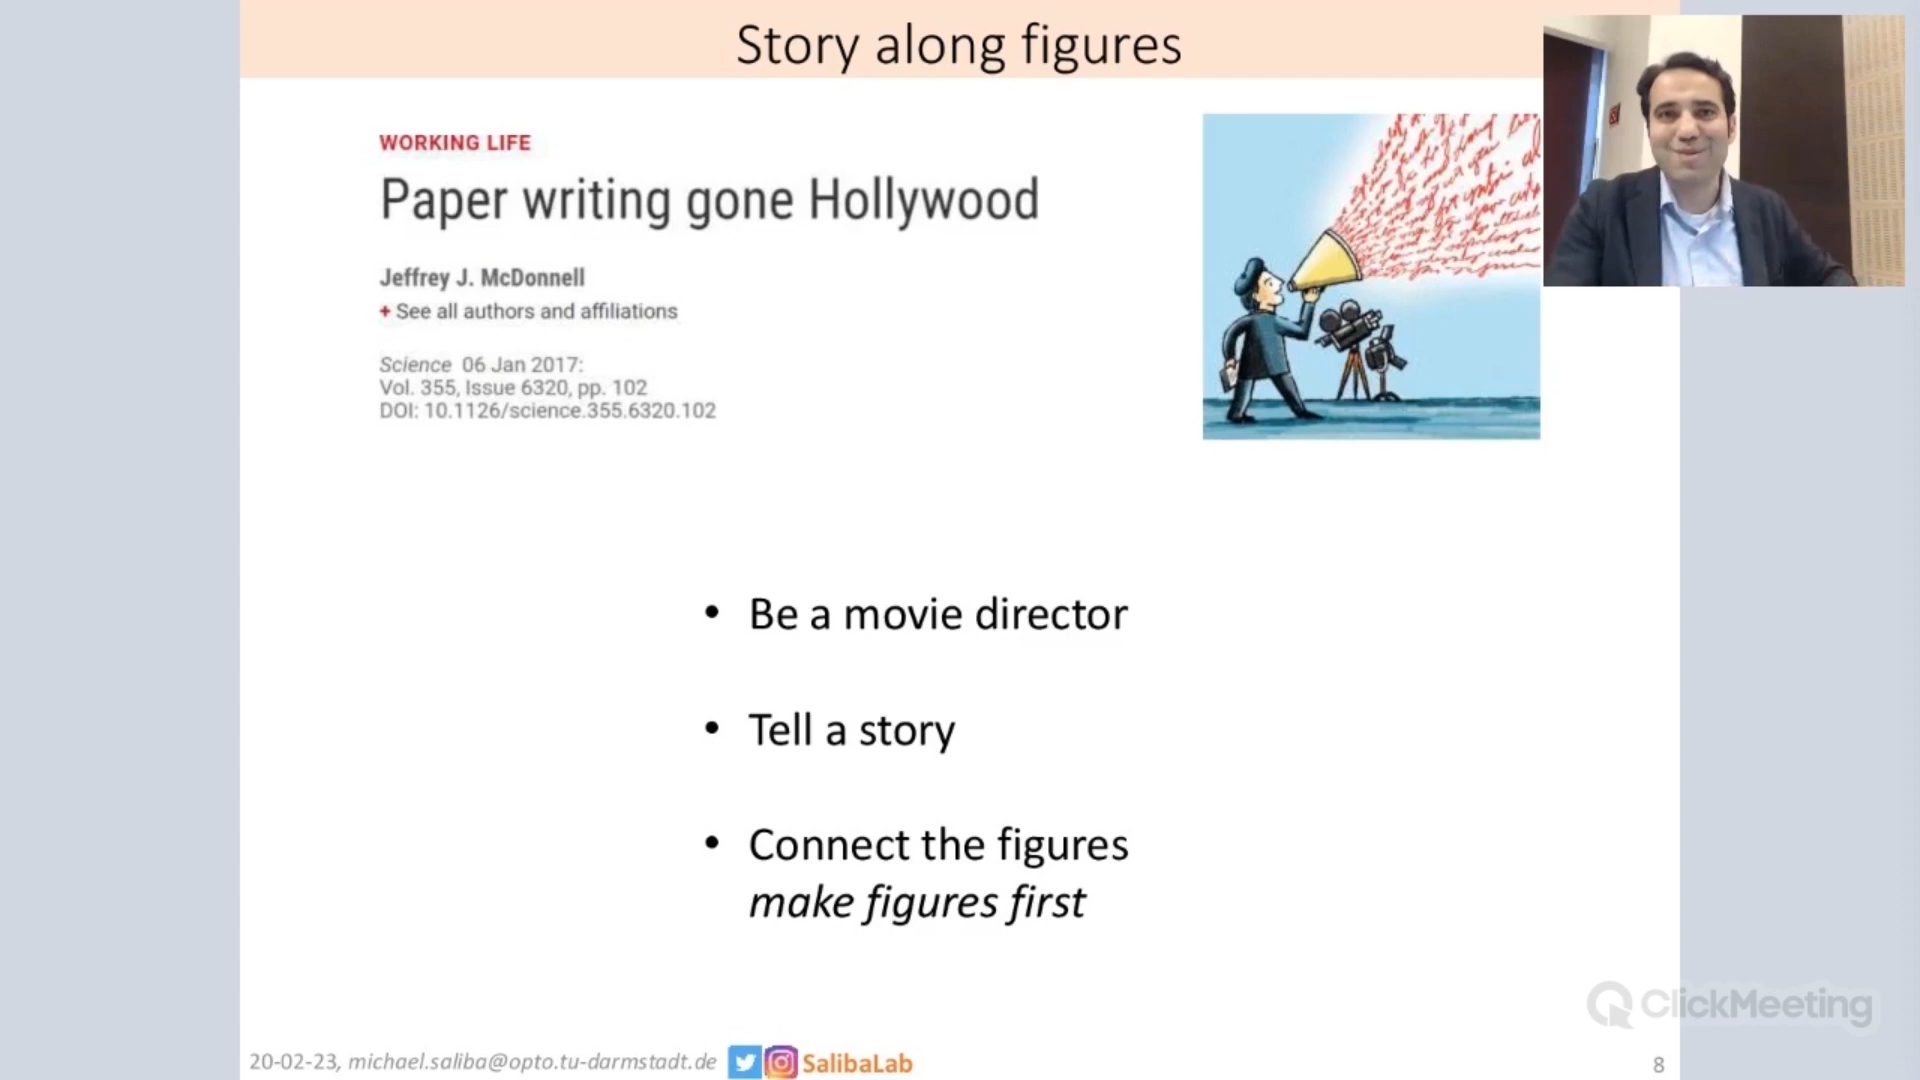 Story along figures
WORKING LIFE
Paper writing gone Hollywood
Jeffrey J. McDonnell
+ See all authors and affiliations
Science 06 Jan 2017:
Vol. 355, Issue 6320, pp. 102
DOI: 10.1126/science.355.6320.102
• Be a movie director
• Tell a story
• Connect the figures
make figures first
ClickMeeting
20-02-23, michael.saliba@opto.tu-darmstadt.de SalibaLab
8